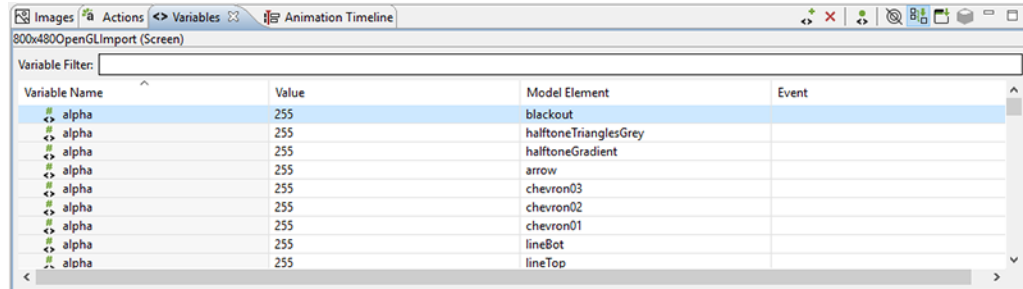 Images Actions Variables Animation Timeline
800x480OpenGLImport (Screen)
Variable Filter:
Variable Name Value Model Element Event
alpha 255 blackout
alpha 255 halftoneTrianglesGrey
alpha 255 halftoneGradient
alpha 255 arrow
alpha 255 chevron03
alpha 255 chevron02
alpha 255 chevron01
alpha 255 lineBot
alpha 255 lineTop